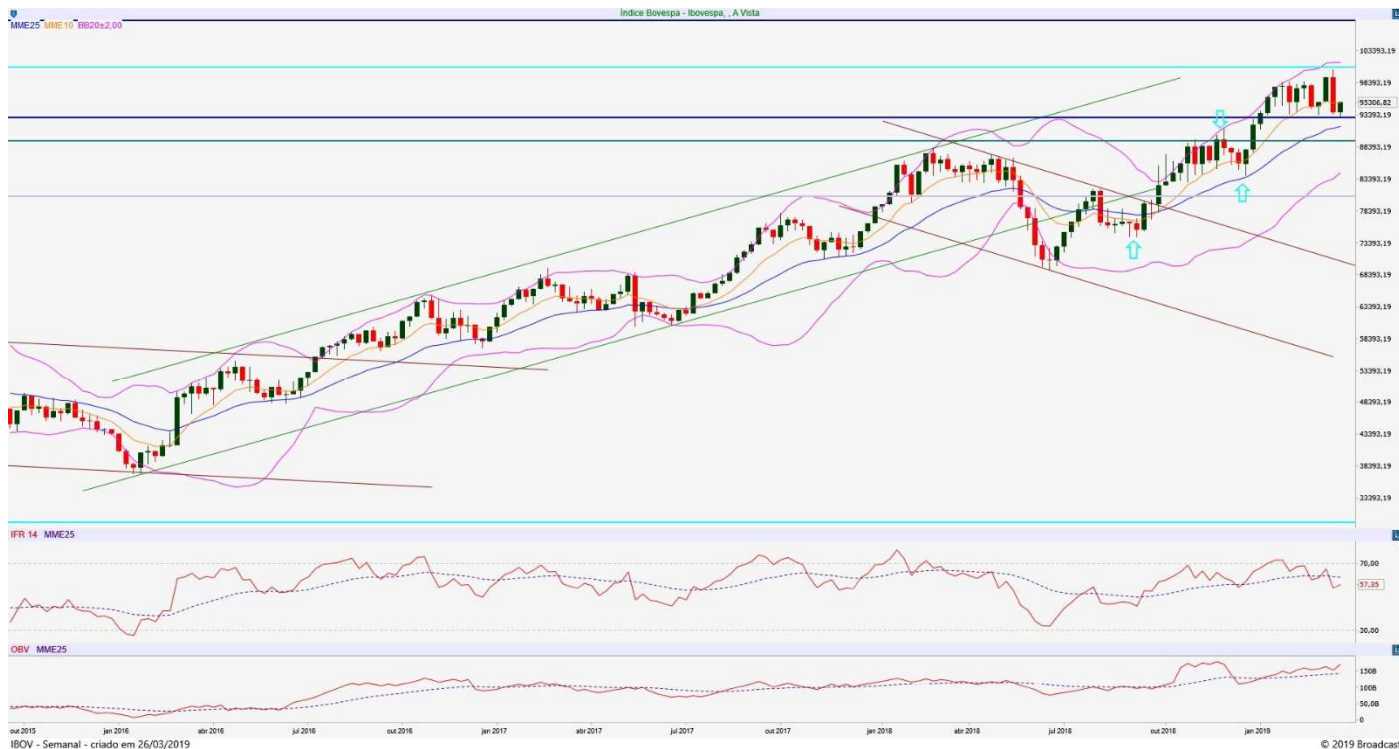 Índice Bovespa - Ibovespa, , A Vista
MME25 MME10 BB20±2,00
103393,19
98393,19
95306,82
93393,19
88393,19
83393,19
78393,19
73393,19
68393,19
63393,19
58393,19
53393,19
48393,19
43393,19
38393,19
33393,19
IFR 14 MME25
70,00
57,35
30,00
OBV MME25
150B
100B
50,0B
0
out 2015 jan 2016 abr 2016 jul 2016 out 2016 jan 2017 abr 2017 jul 2017 out 2017 jan 2018 abr 2018 jul 2018 out 2018 jan 2019
IBOV - Semanal - criado em 26/03/2019 © 2019 Broadcast